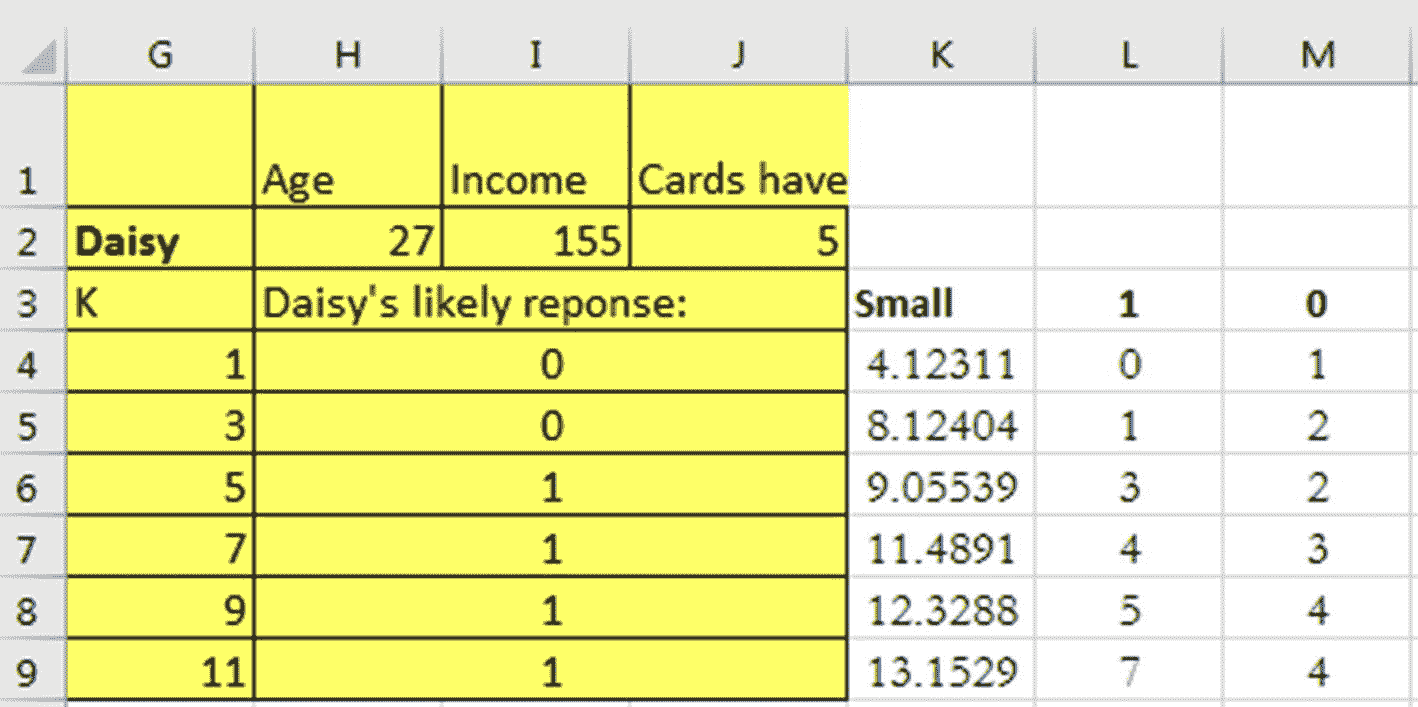 G H I J K L M
1 Age Income Cards have
2 Daisy 27 155 5
3 K Daisy's likely reponse: Small 1 0
4 1 0 4.12311 0 1
5 3 0 8.12404 1 2
6 5 1 9.05539 3 2
7 7 1 11.4891 4 3
8 9 1 12.3288 5 4
9 11 1 13.1529 7 4